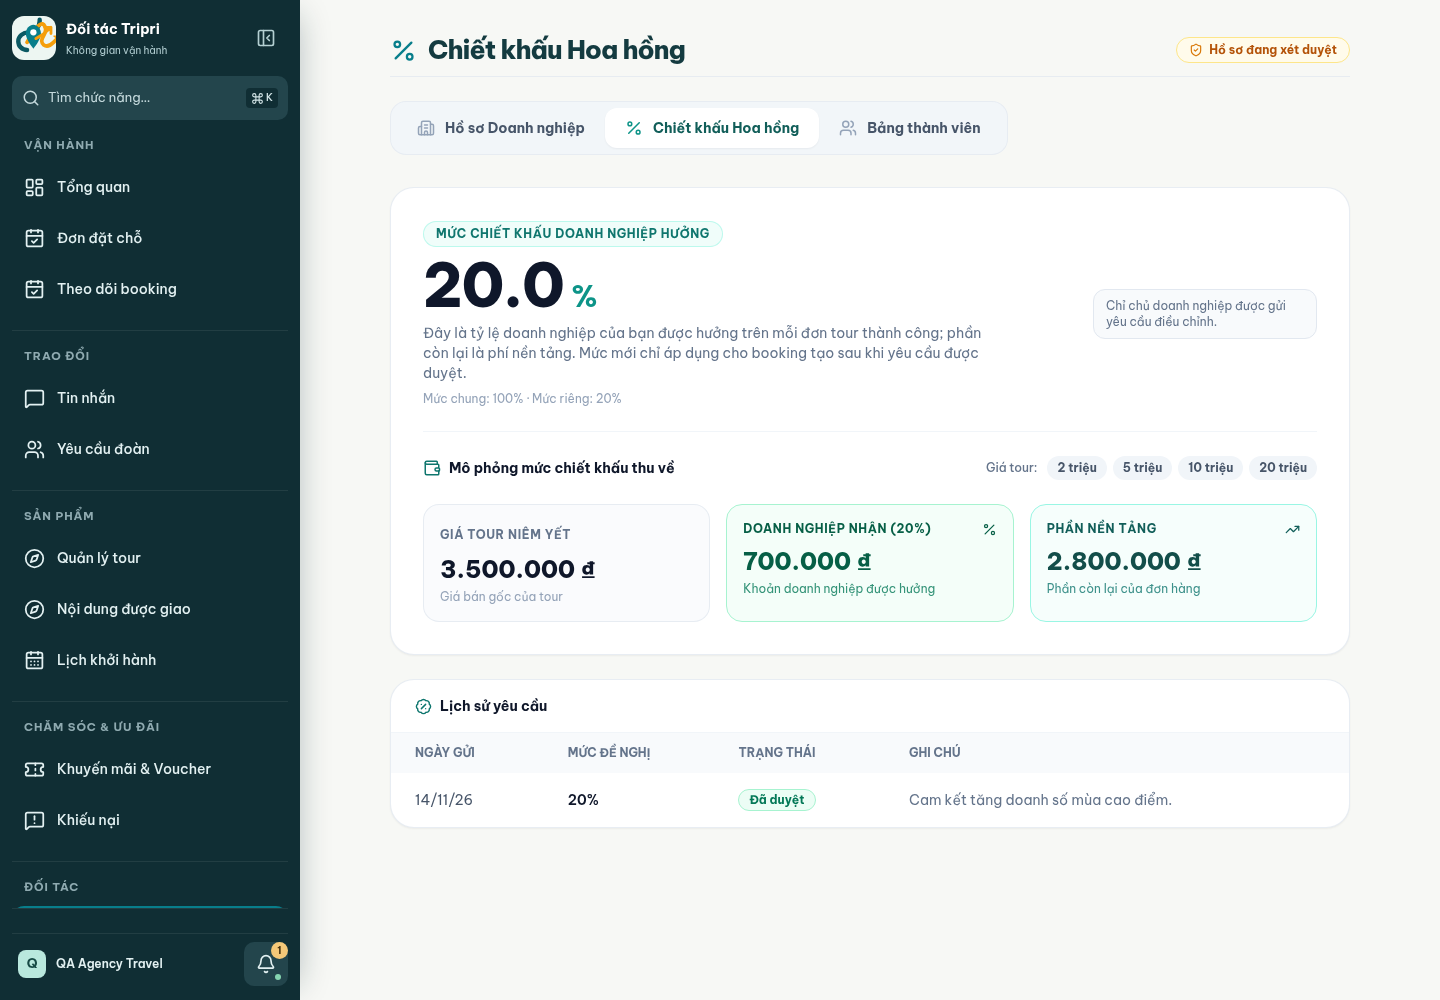 Đối tác Tripri
Không gian vận hành
Tìm chức năng...
⌘K
VẬN HÀNH
Tổng quan
Đơn đặt chỗ
Theo dõi booking
TRAO ĐỔI
Tin nhắn
Yêu cầu đoàn
SẢN PHẨM
Quản lý tour
Nội dung được giao
Lịch khởi hành
CHĂM SÓC & ƯU ĐÃI
Khuyến mãi & Voucher
Khiếu nại
ĐỐI TÁC
Q
QA Agency Travel
1
Chiết khấu Hoa hồng
Hồ sơ đang xét duyệt
Hồ sơ Doanh nghiệp
Chiết khấu Hoa hồng
Bảng thành viên
MỨC CHIẾT KHẤU DOANH NGHIỆP HƯỞNG
20.0 %
Đây là tỷ lệ doanh nghiệp của bạn được hưởng trên mỗi đơn tour thành công; phần
còn lại là phí nền tảng. Mức mới chỉ áp dụng cho booking tạo sau khi yêu cầu được
duyệt.
Mức chung: 100% · Mức riêng: 20%
Chỉ chủ doanh nghiệp được gửi
yêu cầu điều chỉnh.
Mô phỏng mức chiết khấu thu về
Giá tour:
2 triệu
5 triệu
10 triệu
20 triệu
GIÁ TOUR NIÊM YẾT
3.500.000 ₫
Giá bán gốc của tour
DOANH NGHIỆP NHẬN (20%)
700.000 ₫
Khoản doanh nghiệp được hưởng
PHẦN NỀN TẢNG
2.800.000 ₫
Phần còn lại của đơn hàng
Lịch sử yêu cầu
NGÀY GỬI
MỨC ĐỀ NGHỊ
TRẠNG THÁI
GHI CHÚ
14/11/26
20%
Đã duyệt
Cam kết tăng doanh số mùa cao điểm.